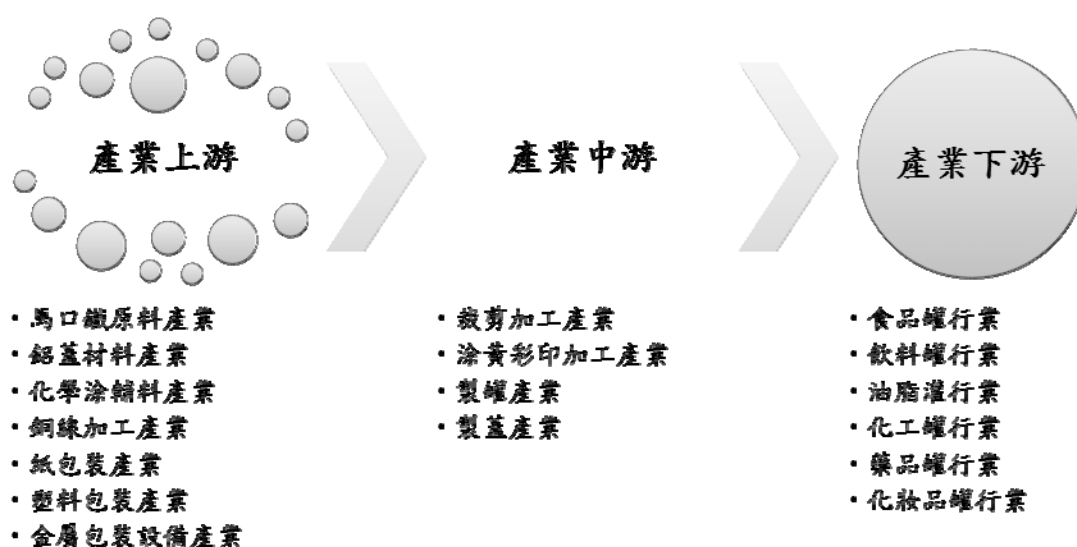 產業上游
產業中游
產業下游
・馬口鐵原料產業
・鋁蓋材料產業
・化學涂輔料產業
・銅線加工產業
・紙包裝產業
・塑料包裝產業
・金屬包裝設備產業
・裁剪加工產業
・涂黃彩印加工產業
・製罐產業
・製蓋產業
・食品罐行業
・飲料罐行業
・油脂灌行業
・化工罐行業
・藥品罐行業
・化妝品罐行業